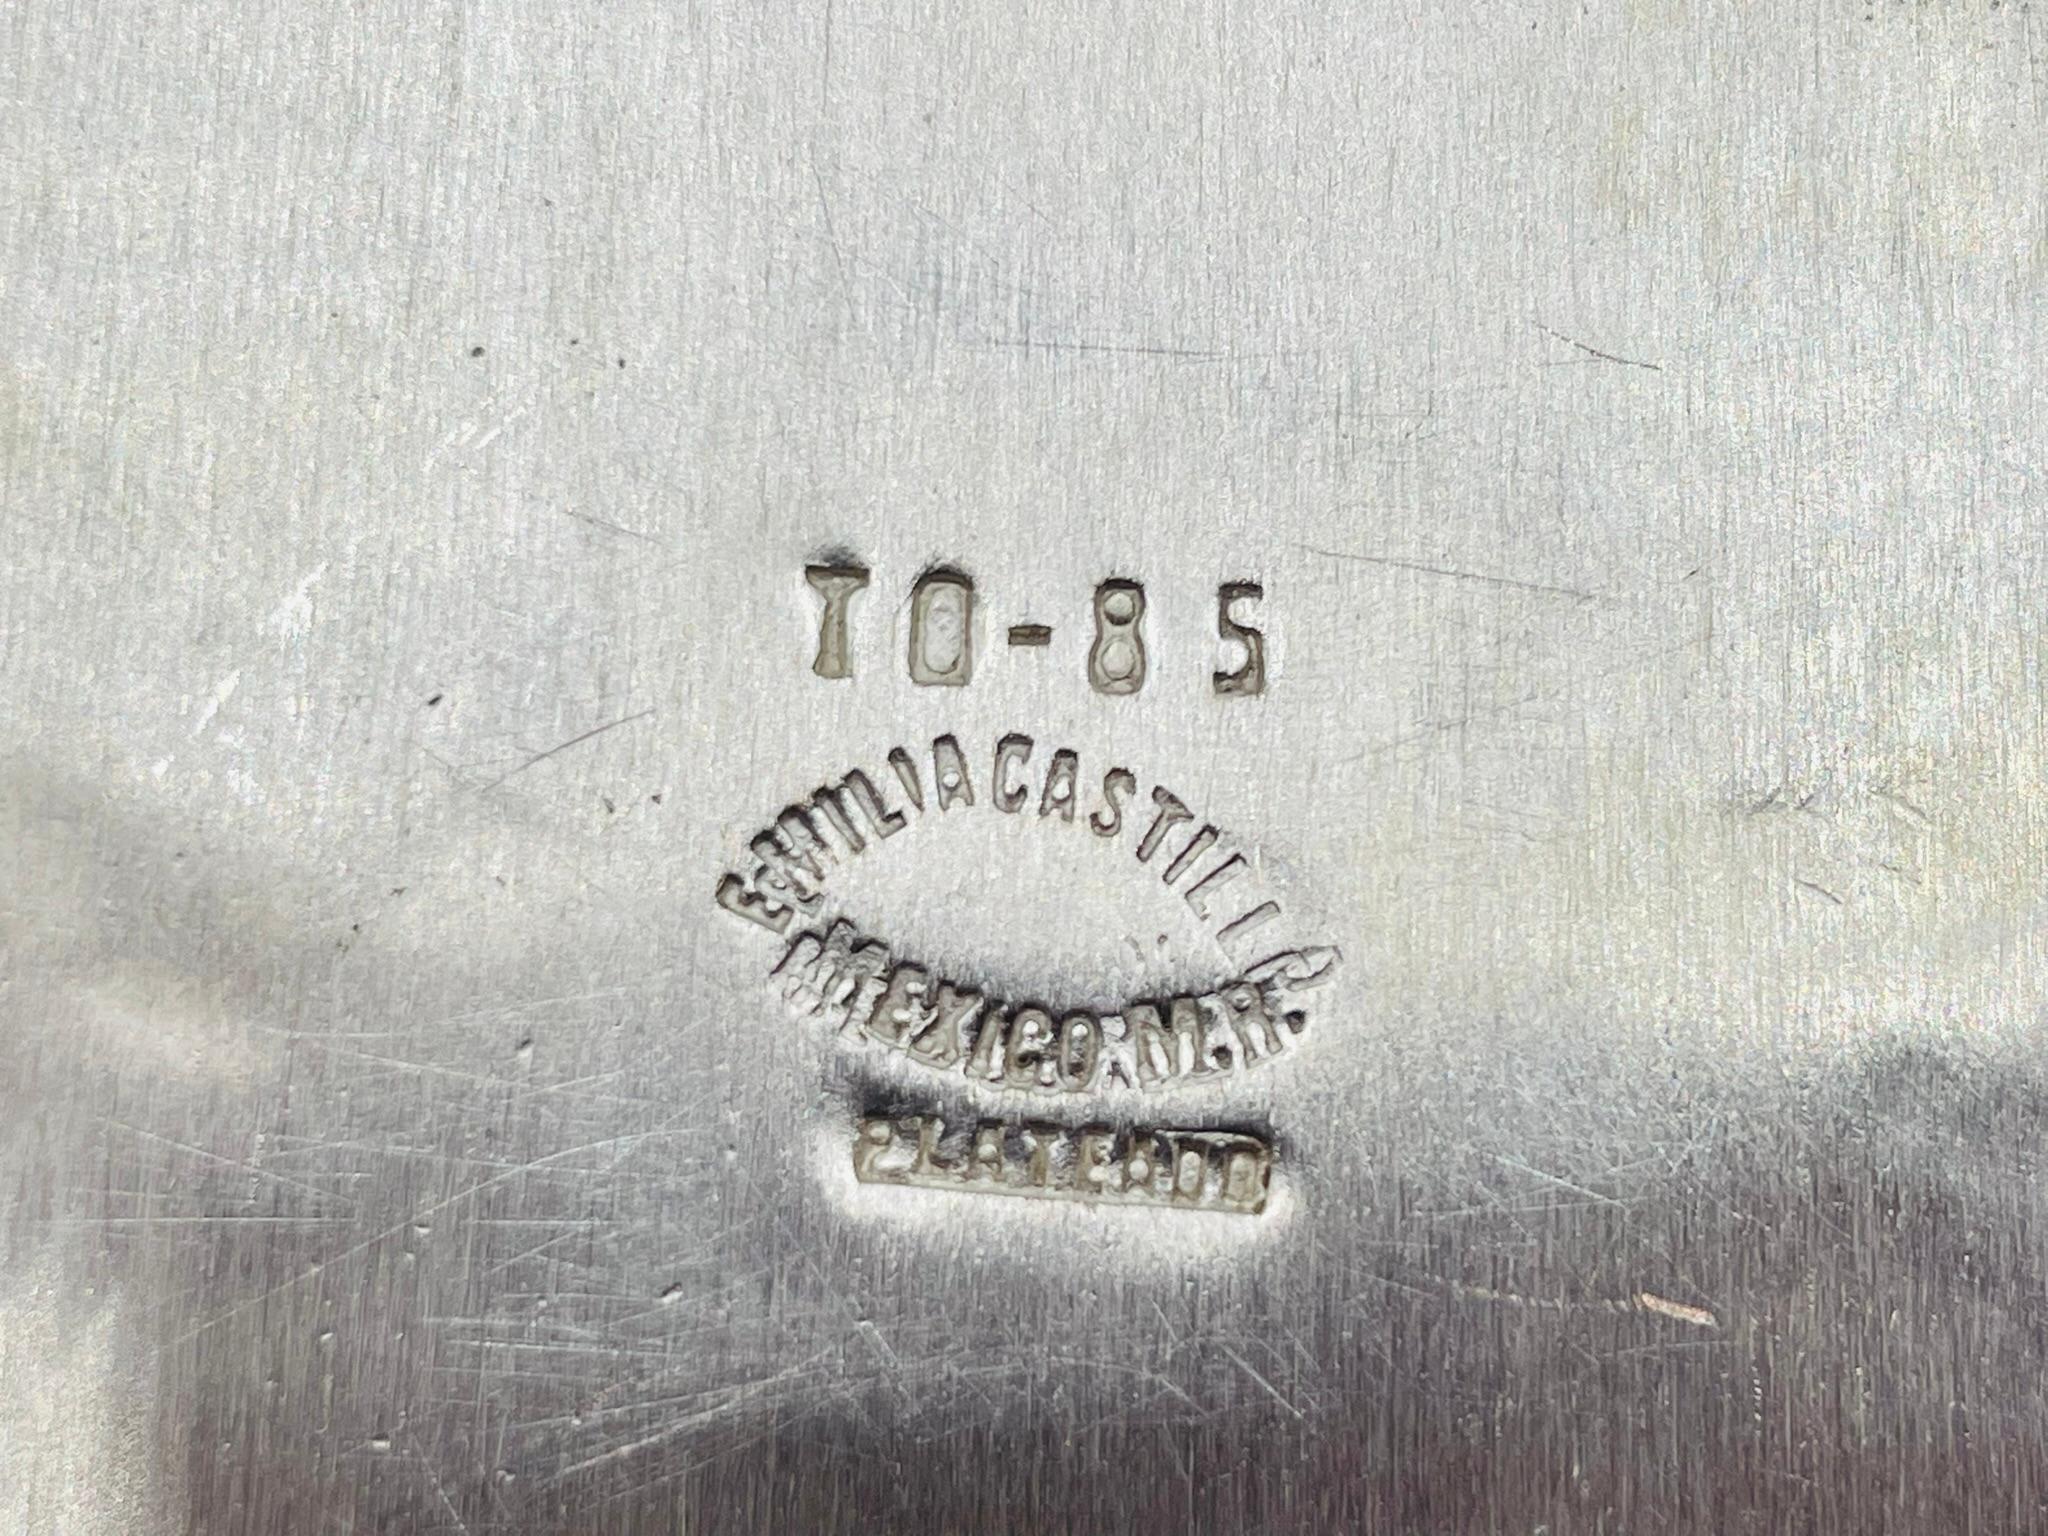 TO-85
EMILIA CASTILLO
MEXICO M.R.
PLATEADO